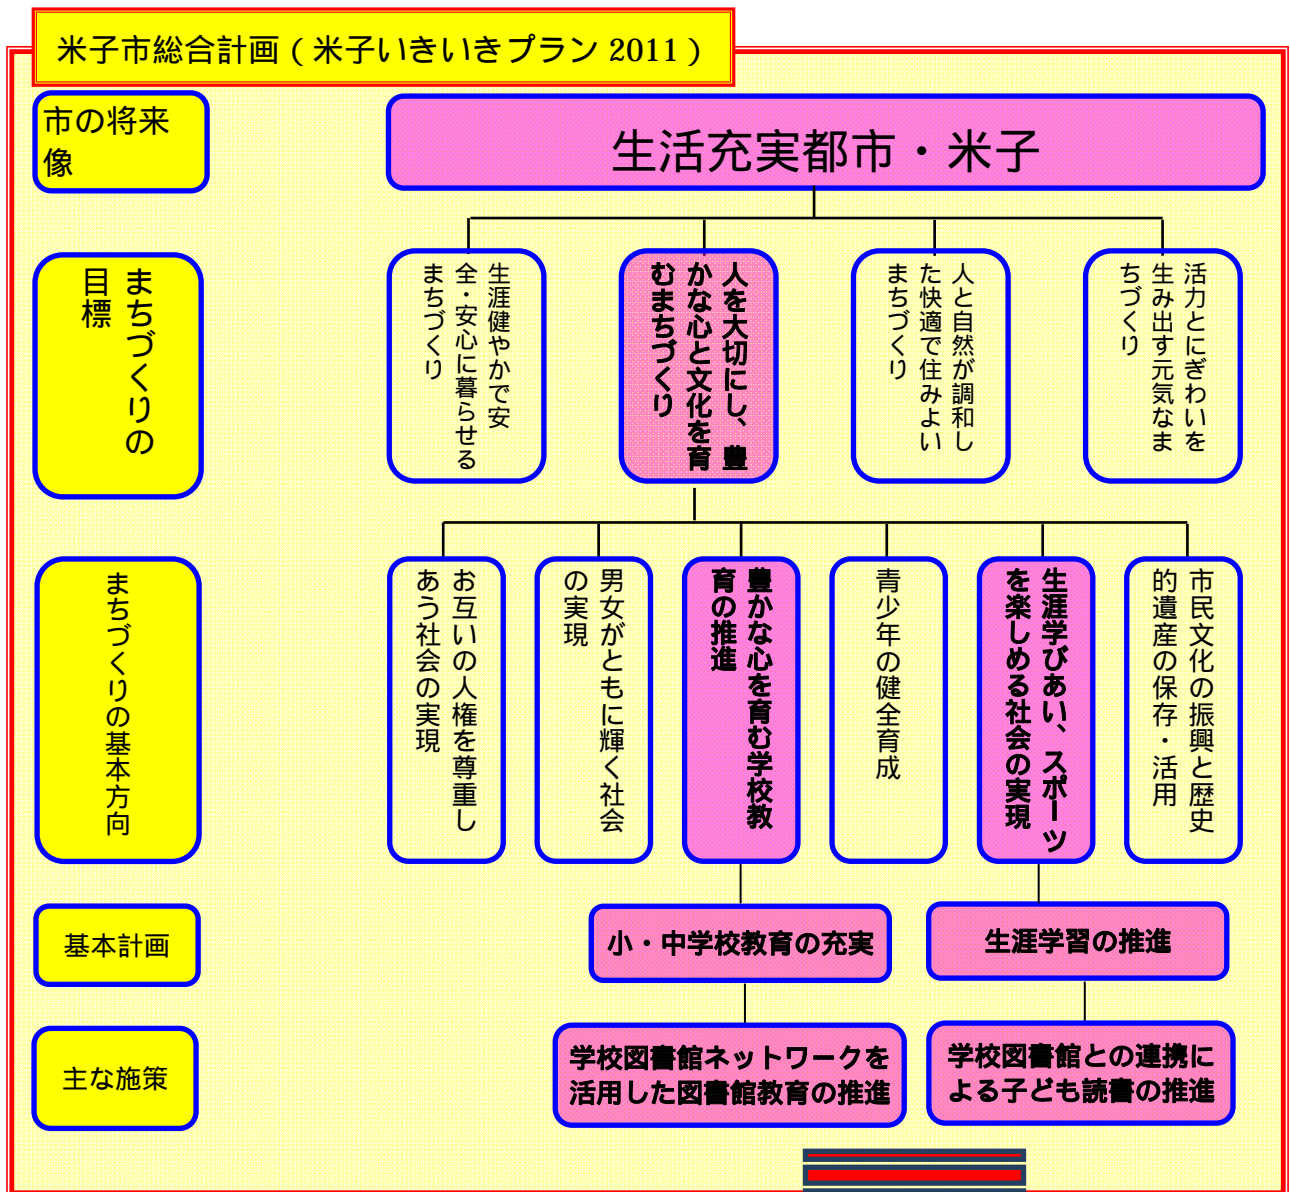 米子市総合計画（米子いきいきプラン 2011）
市の将来
像
生活充実都市・米子
まちづくりの
目標
生涯健やかで安
全・安心に暮らせる
まちづくり
人を大切にし、豊
かな心と文化を育
むまちづくり
人と自然が調和し
た快適で住みよい
まちづくり
活力とにぎわいを
生み出す元気なま
ちづくり
まちづくりの基本方向
お互いの人権を尊重し
あう社会の実現
男女がともに輝く社会
の実現
豊かな心を育む学校教
育の推進
青少年の健全育成
生涯学びあい、スポーツ
を楽しめる社会の実現
市民文化の振興と歴史
的遺産の保存・活用
基本計画
小・中学校教育の充実
生涯学習の推進
主な施策
学校図書館ネットワークを
活用した図書館教育の推進
学校図書館との連携に
よる子ども読書の推進